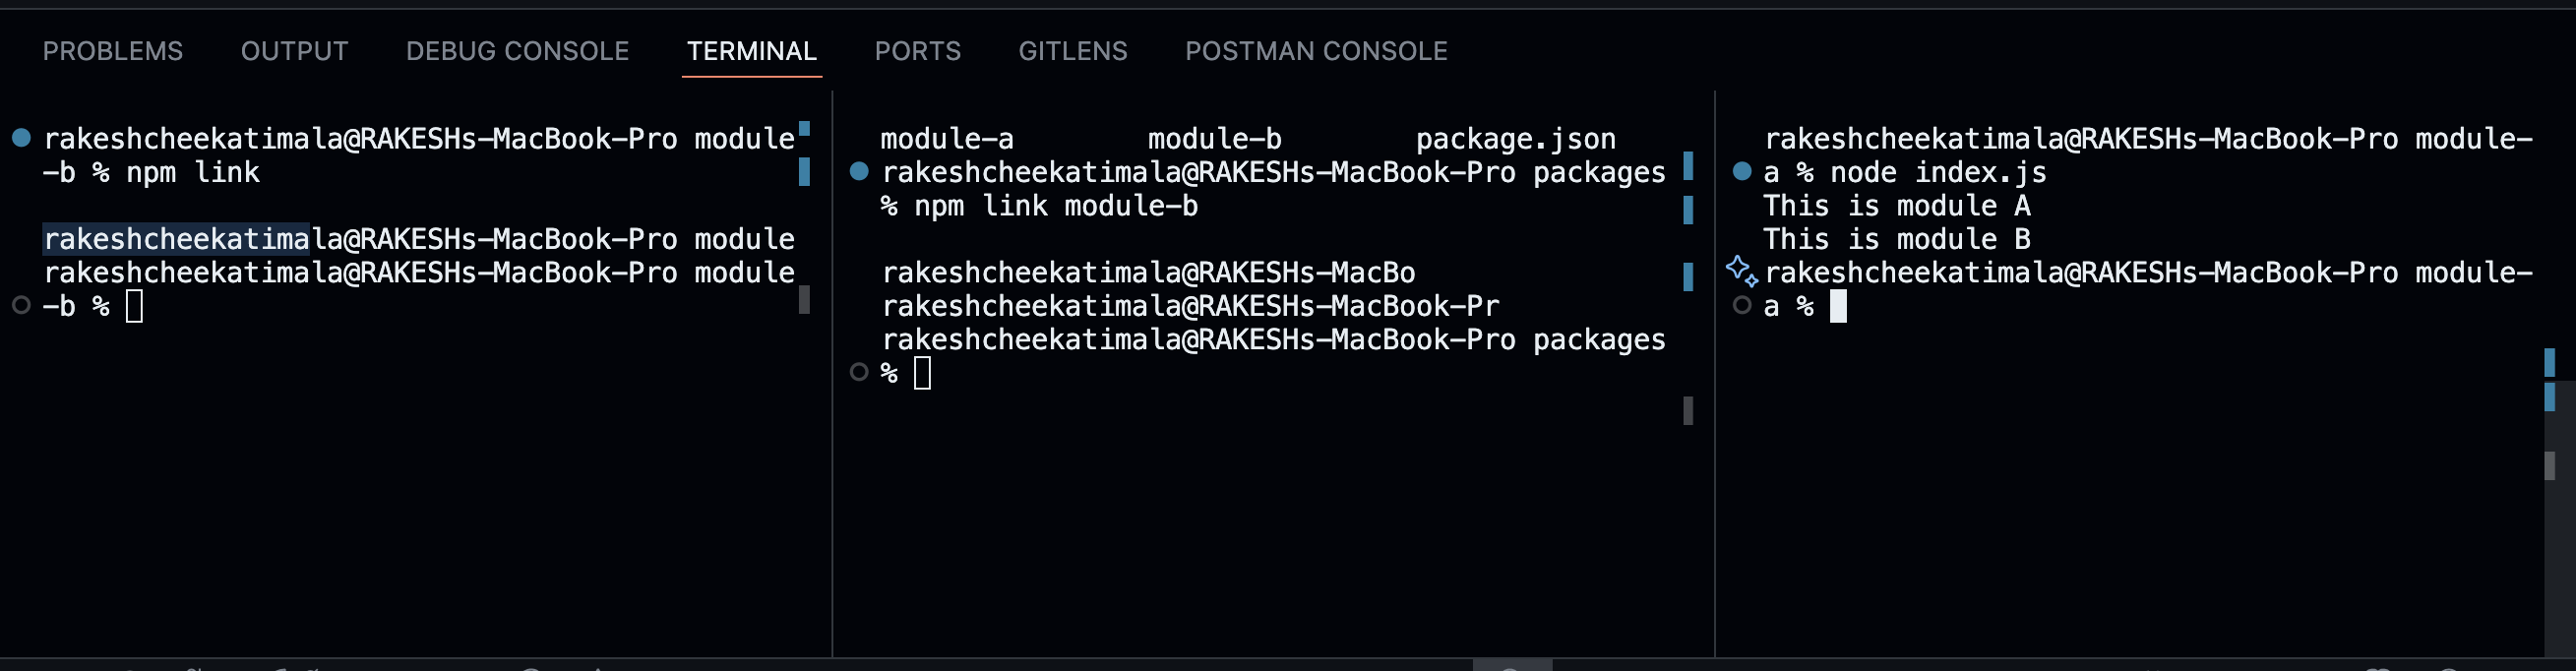 PROBLEMS OUTPUT DEBUG CONSOLE TERMINAL PORTS GITLENS POSTMAN CONSOLE
rakeshcheekatimala@RAKESHs-MacBook-Pro module
-b % npm link
rakeshcheekatimala@RAKESHs-MacBook-Pro module
rakeshcheekatimala@RAKESHs-MacBook-Pro module
-b %
module-a module-b package.json
rakeshcheekatimala@RAKESHs-MacBook-Pro packages
% npm link module-b
rakeshcheekatimala@RAKESHs-MacBo
rakeshcheekatimala@RAKESHs-MacBook-Pr
rakeshcheekatimala@RAKESHs-MacBook-Pro packages
%
rakeshcheekatimala@RAKESHs-MacBook-Pro module-
a % node index.js
This is module A
This is module B
rakeshcheekatimala@RAKESHs-MacBook-Pro module-
a %